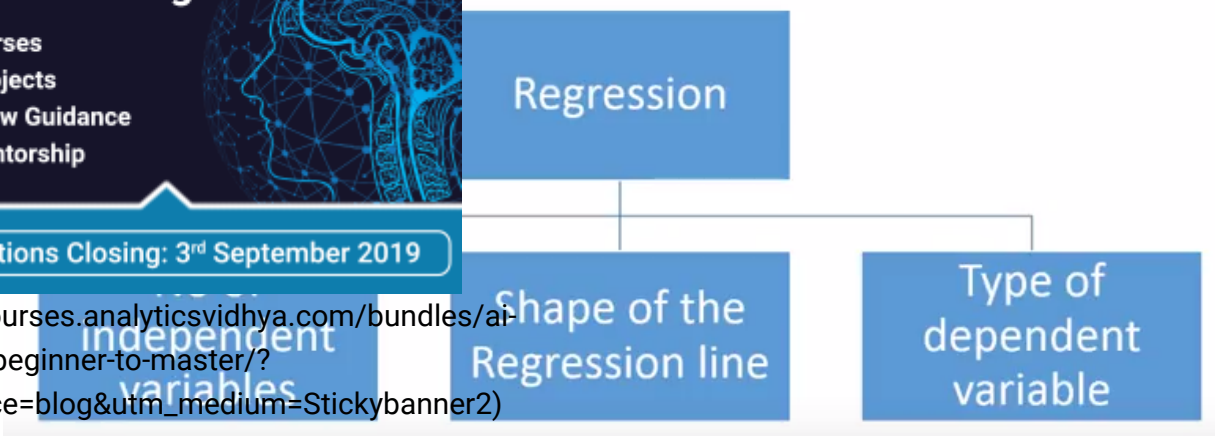 rses
jects
w Guidance
ntorship
tions Closing: 3rd September 2019
Regression
independent
variables
ourses.analyticsvidhya.com/bundles/ai-
beginner-to-master/?
ce=blog&utm_medium=Stickybanner2)
Shape of the
Regression line
Type of
dependent
variable